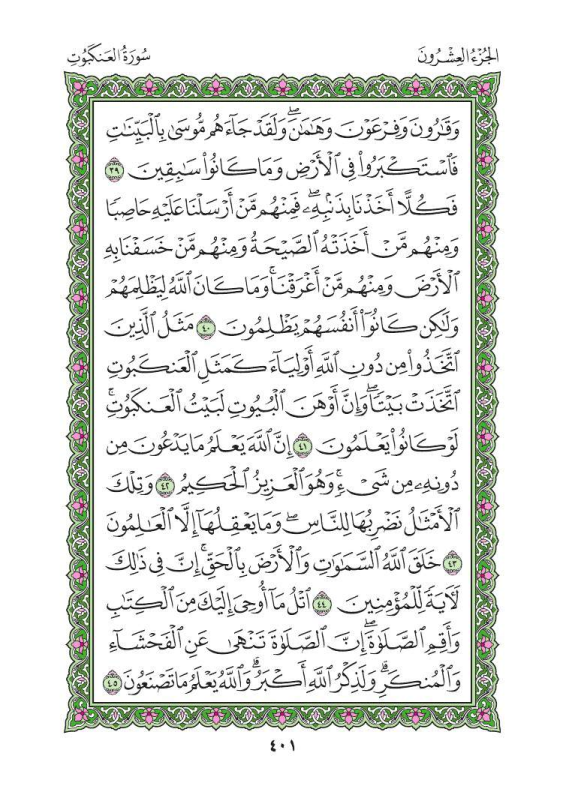 الجُزْءُ العِشْرُونَ
سُورَةُ العَنكَبُوتِ
وَقَٰرُونَ وَفِرْعَوْنَ وَهَٰمَٰنَ ۖ وَلَقَدْ جَآءَهُم مُّوسَىٰ بِٱلْبَيِّنَٰتِ
فَٱسْتَكْبَرُوا۟ فِى ٱلْأَرْضِ وَمَا كَانُوا۟ سَٰبِقِينَ ٣٩
فَكُلًّا أَخَذْنَا بِذَنۢبِهِۦ ۖ فَمِنْهُم مَّنْ أَرْسَلْنَا عَلَيْهِ حَاصِبًا
وَمِنْهُم مَّنْ أَخَذَتْهُ ٱلصَّيْحَةُ وَمِنْهُم مَّنْ خَسَفْنَا بِهِ
ٱلْأَرْضَ وَمِنْهُم مَّنْ أَغْرَقْنَا ۚ وَمَا كَانَ ٱللَّهُ لِيَظْلِمَهُمْ
وَلَٰكِن كَانُوٓا۟ أَنفُسَهُمْ يَظْلِمُونَ ٤٠ مَثَلُ ٱلَّذِينَ
ٱتَّخَذُوا۟ مِن دُونِ ٱللَّهِ أَوْلِيَآءَ كَمَثَلِ ٱلْعَنكَبُوتِ
ٱتَّخَذَتْ بَيْتًا ۖ وَإِنَّ أَوْهَنَ ٱلْبُيُوتِ لَبَيْتُ ٱلْعَنكَبُوتِ ۚ
لَوْ كَانُوا۟ يَعْلَمُونَ ٤١ إِنَّ ٱللَّهَ يَعْلَمُ مَا يَدْعُونَ مِن
دُونِهِۦ مِن شَىْءٍ ۚ وَهُوَ ٱلْعَزِيزُ ٱلْحَكِيمُ ٤٢ وَتِلْكَ
ٱلْأَمْثَٰلُ نَضْرِبُهَا لِلنَّاسِ ۖ وَمَا يَعْقِلُهَآ إِلَّا ٱلْعَٰلِمُونَ
٤٣ خَلَقَ ٱللَّهُ ٱلسَّمَٰوَٰتِ وَٱلْأَرْضَ بِٱلْحَقِّ ۚ إِنَّ فِى ذَٰلِكَ
لَءَايَةً لِّلْمُؤْمِنِينَ ٤٤ ٱتْلُ مَآ أُوحِىَ إِلَيْكَ مِنَ ٱلْكِتَٰبِ
وَأَقِمِ ٱلصَّلَوٰةَ ۖ إِنَّ ٱلصَّلَوٰةَ تَنْهَىٰ عَنِ ٱلْفَحْشَآءِ
وَٱلْمُنكَرِ ۗ وَلَذِكْرُ ٱللَّهِ أَكْبَرُ ۗ وَٱللَّهُ يَعْلَمُ مَا تَصْنَعُونَ ٤٥
٤٠١